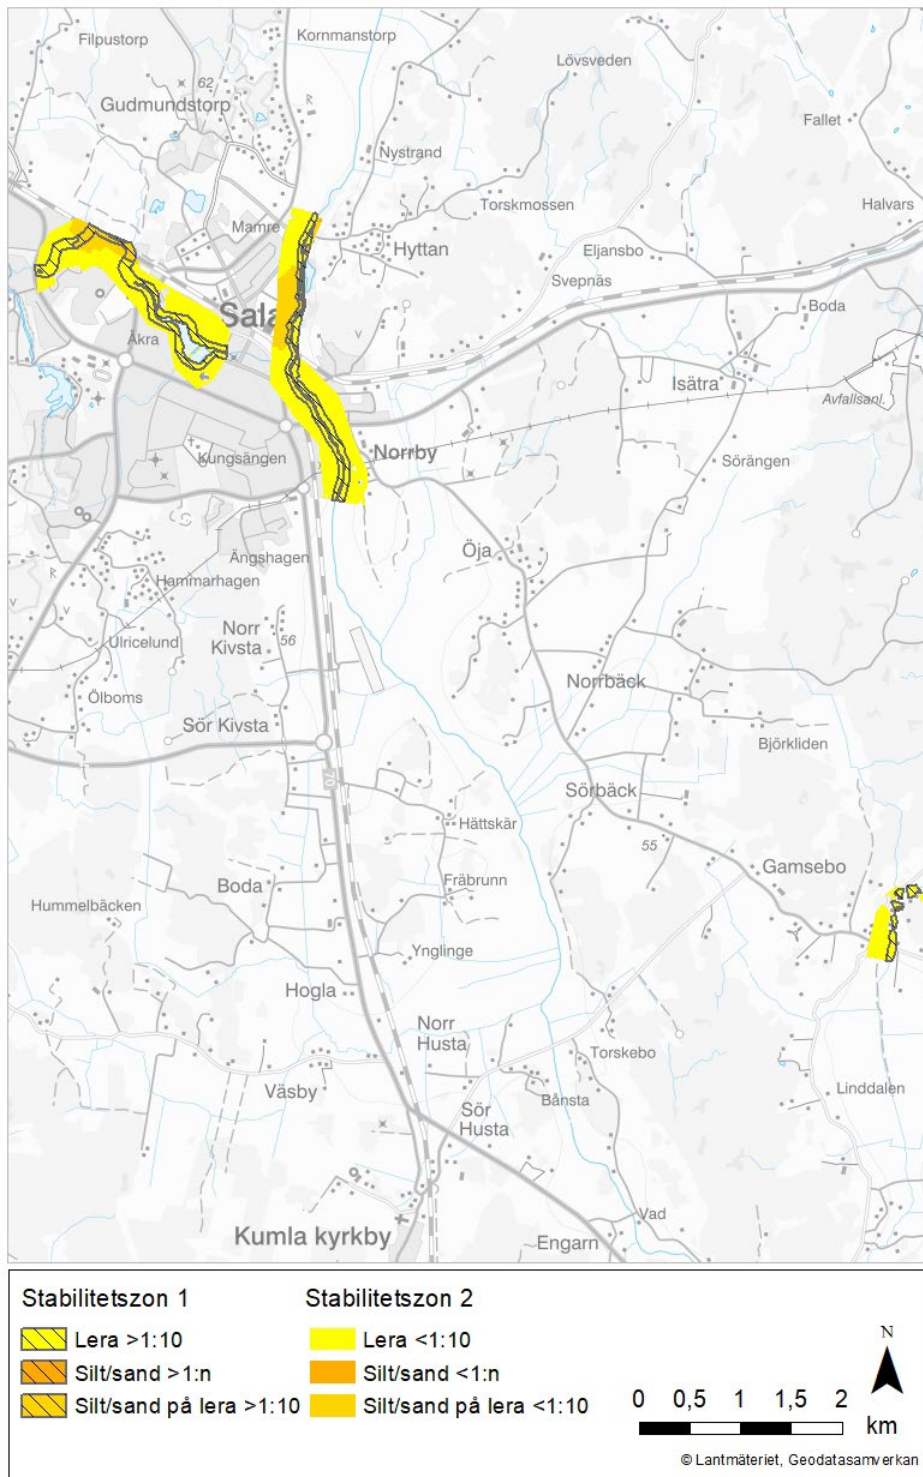 Filpustorp
Kornmanstorp
Lövsveden
62
Gudmundstorp
Fallet
Nystrand
Torskmossen
Halvars
Mamre
Hyttan
Eljansbo
Svepnäs
Sala
Boda
Åkra
Isätra
Avfallsanl.
Kungsängen
Norrby
Sörängen
Ängshagen
Öja
Hammarhagen
Norr
Kivsta
56
Ulricelund
Norrbäck
Ölboms
Sör Kivsta
Björkliden
70
Sörbäck
Hättskär
55
Gamsebo
Boda
Fräbrunn
Hummelbäcken
Ynglinge
Hogla
Norr
Husta
Torskebo
Väsby
Linddalen
Bånsta
Sör
Husta
Kumla kyrkby
Vad
Engarn
Stabilitetszon 1
Lera >1:10
Silt/sand >1:n
Silt/sand på lera >1:10
Stabilitetszon 2
Lera <1:10
Silt/sand <1:n
Silt/sand på lera <1:10
N
0 0,5 1 1,5 2
km
© Lantmäteriet, Geodatasamverkan